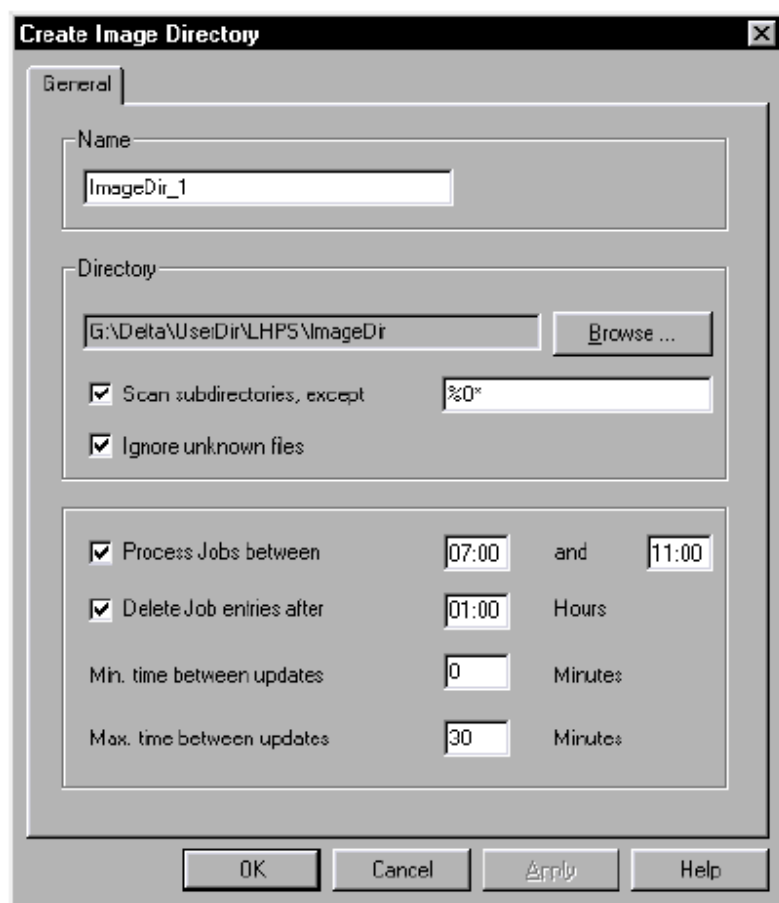 Create Image Directory
General
Name
ImageDir_1
Directory
G:\Delta\UserDir\LHPS\ImageDir
Browse ...
Scan subdirectories, except
%0*
Ignore unknown files
Process Jobs between 07:00 and 11:00
Delete Job entries after 01:00 Hours
Min. time between updates 0 Minutes
Max. time between updates 30 Minutes
OK Cancel Apply Help